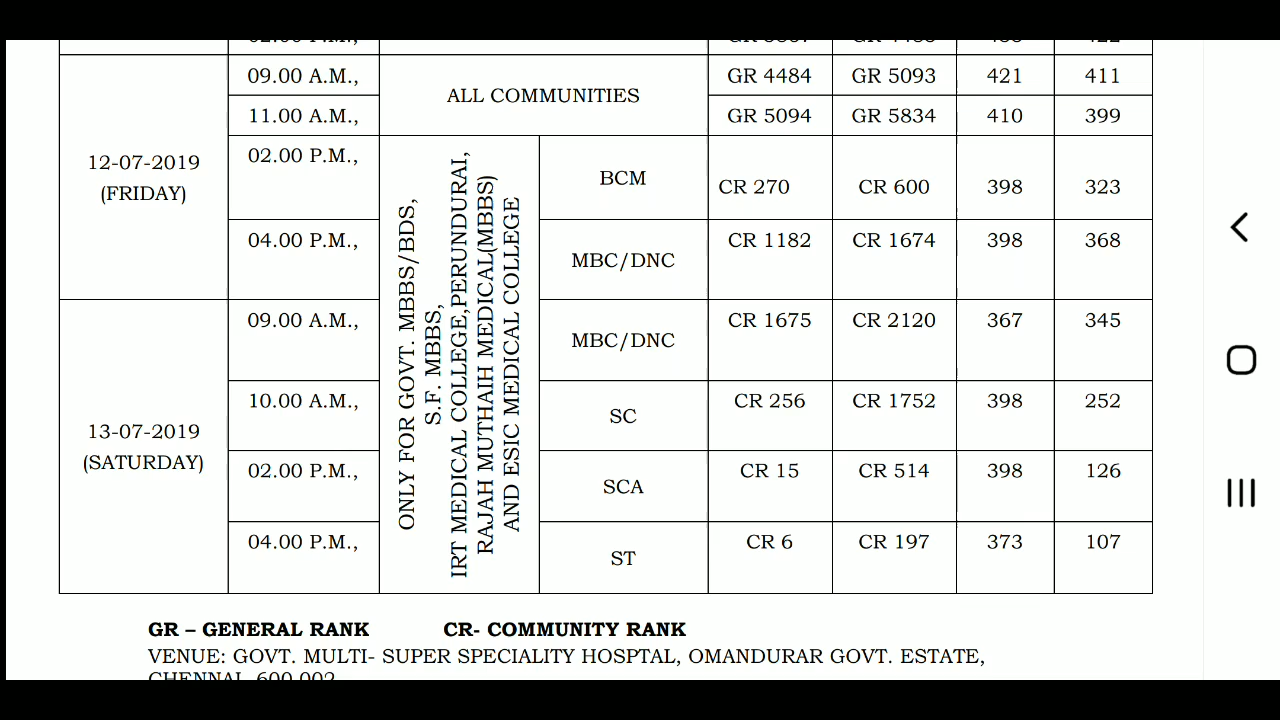 09.00 A.M., ALL COMMUNITIES GR 4484 GR 5093 421 411
11.00 A.M., GR 5094 GR 5834 410 399
12-07-2019
(FRIDAY)
02.00 P.M., BCM CR 270 CR 600 398 323
04.00 P.M., MBC/DNC CR 1182 CR 1674 398 368
ONLY FOR GOVT. MBBS/BDS,
S.F. MBBS,
IRT MEDICAL COLLEGE,PERUNDURAI,
RAJAH MUTHAIH MEDICAL(MBBS)
AND ESIC MEDICAL COLLEGE
13-07-2019
(SATURDAY)
09.00 A.M., MBC/DNC CR 1675 CR 2120 367 345
10.00 A.M., SC CR 256 CR 1752 398 252
02.00 P.M., SCA CR 15 CR 514 398 126
04.00 P.M., ST CR 6 CR 197 373 107
GR – GENERAL RANK CR- COMMUNITY RANK
VENUE: GOVT. MULTI- SUPER SPECIALITY HOSPTAL, OMANDURAR GOVT. ESTATE,
CHENNAI 600 002